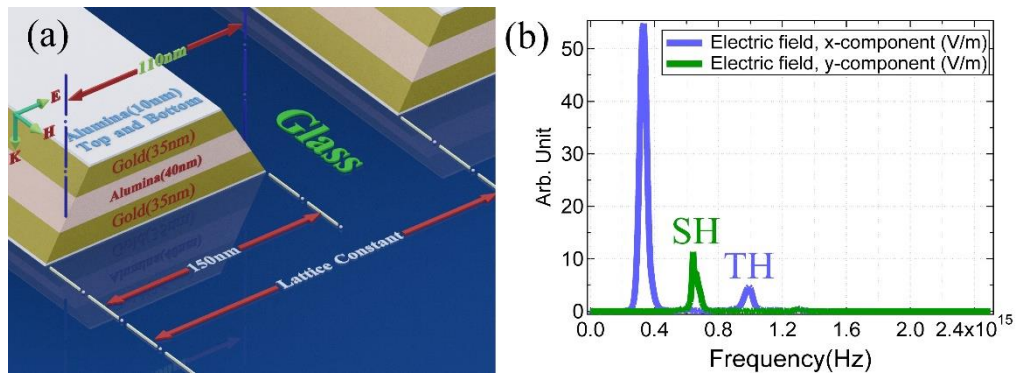 (a)
110nm
E
H
K
Alumina(10nm)
Top and Bottom
Gold(35nm)
Alumina(40nm)
Gold(35nm)
Glass
150nm
Lattice Constant
(b)
Electric field, x-component (V/m)
Electric field, y-component (V/m)
50
40
30
20
10
0
Arb. Unit
SH
TH
0.0 0.4 0.8 1.2 1.6 2.0 2.4x10¹⁵
Frequency(Hz)